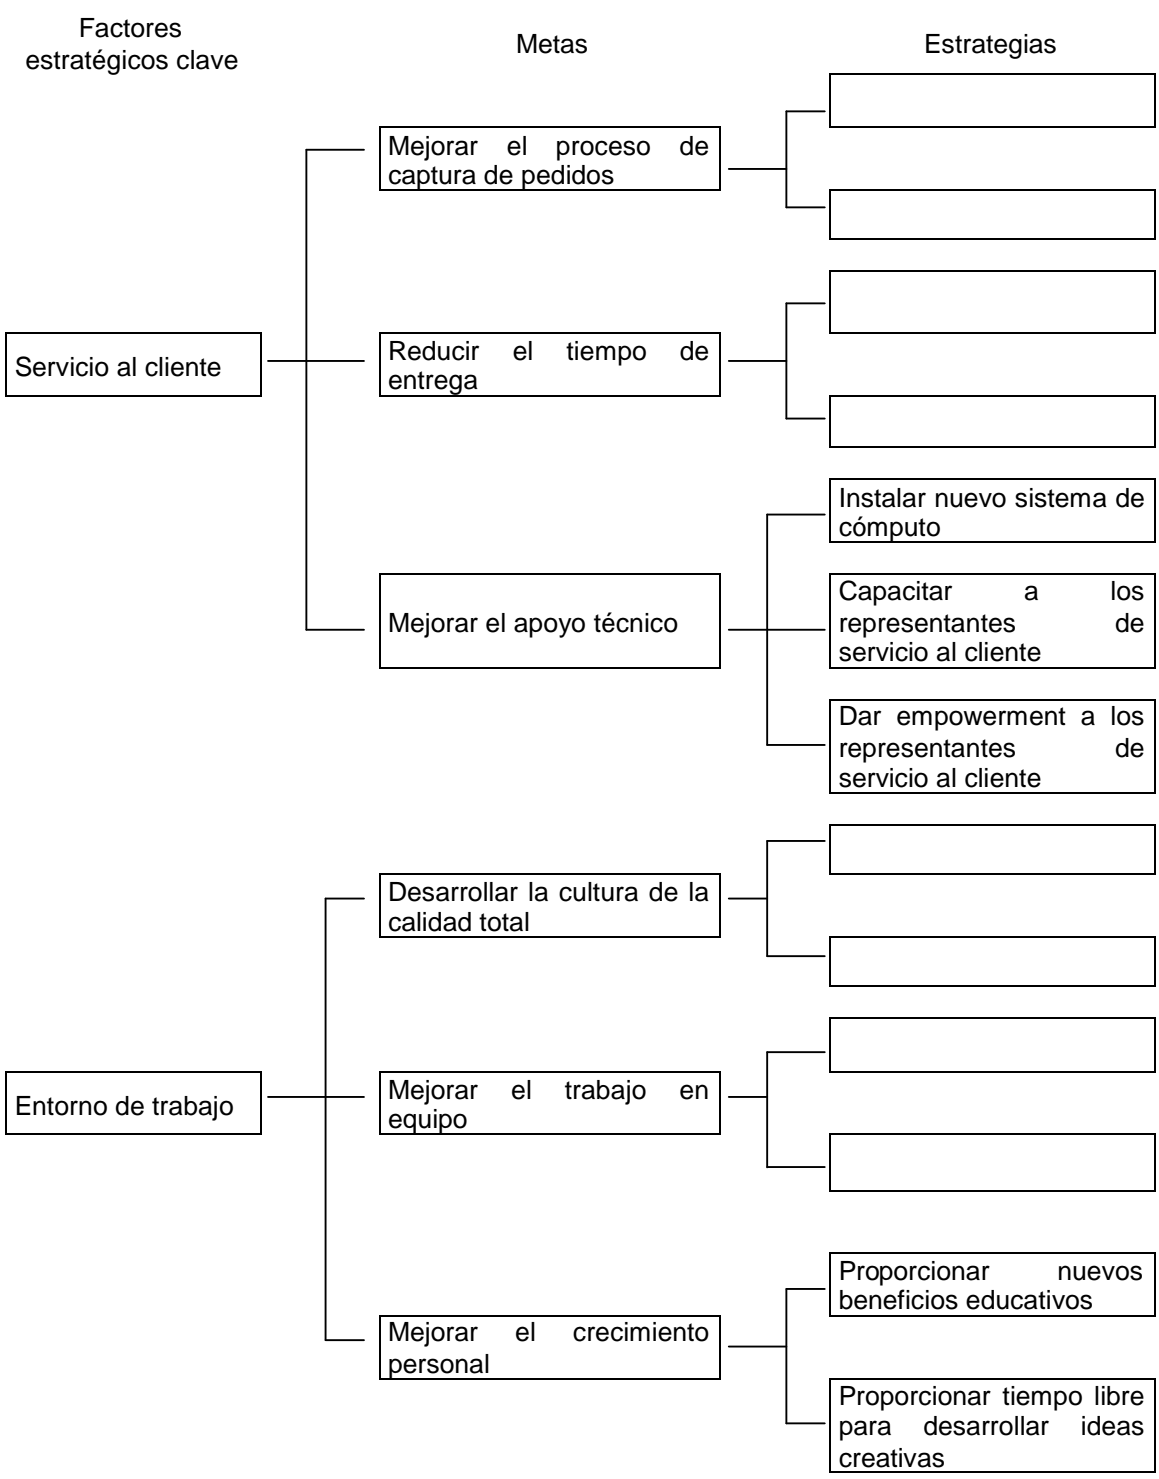 Factores
estratégicos clave
Metas
Estrategias
Mejorar el proceso de
captura de pedidos
Servicio al cliente
Reducir el tiempo de
entrega
Instalar nuevo sistema de
cómputo
Mejorar el apoyo técnico
Capacitar a los
representantes de
servicio al cliente
Dar empowerment a los
representantes de
servicio al cliente
Desarrollar la cultura de la
calidad total
Entorno de trabajo
Mejorar el trabajo en
equipo
Mejorar el crecimiento
personal
Proporcionar nuevos
beneficios educativos
Proporcionar tiempo libre
para desarrollar ideas
creativas